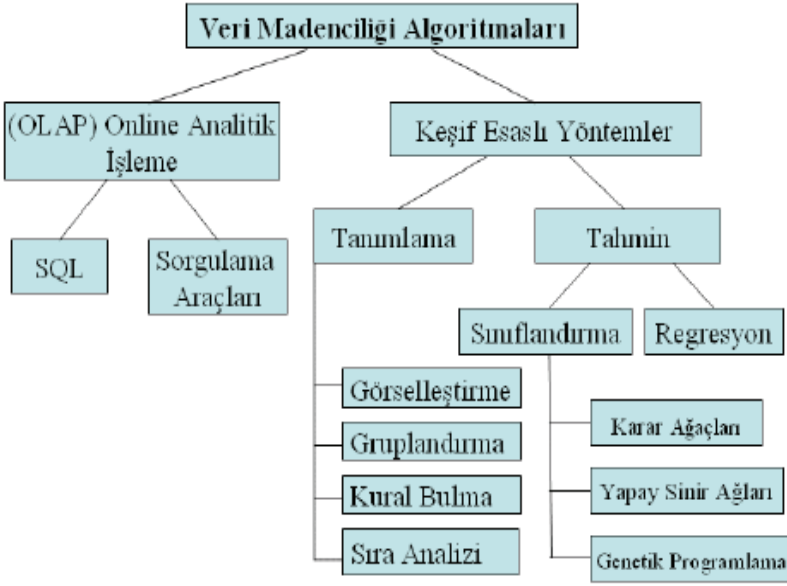 Veri Madenciliği Algoritmaları
(OLAP) Online Analitik
İşleme
Keşif Esaslı Yöntemler
SQL
Sorgulama
Araçları
Tanımlama
Tahmin
Sınıflandırma
Regresyon
Görselleştirme
Gruplandırma
Kural Bulma
Sıra Analizi
Karar Ağaçları
Yapay Sinir Ağları
Genetik Programlama